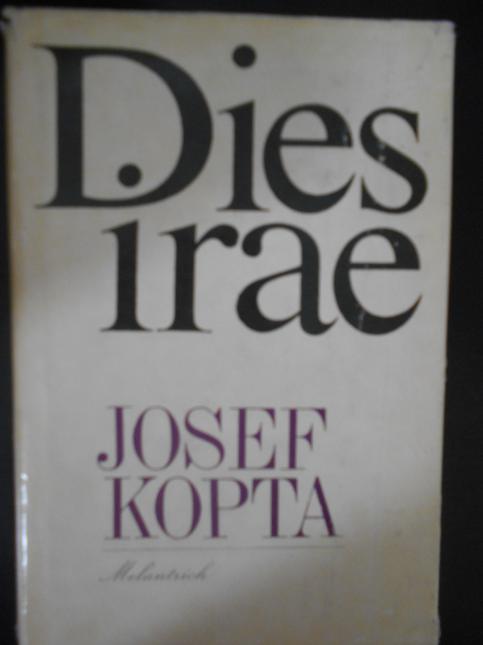 Dies
irae
JOSEF
KOPTA
Melantrich